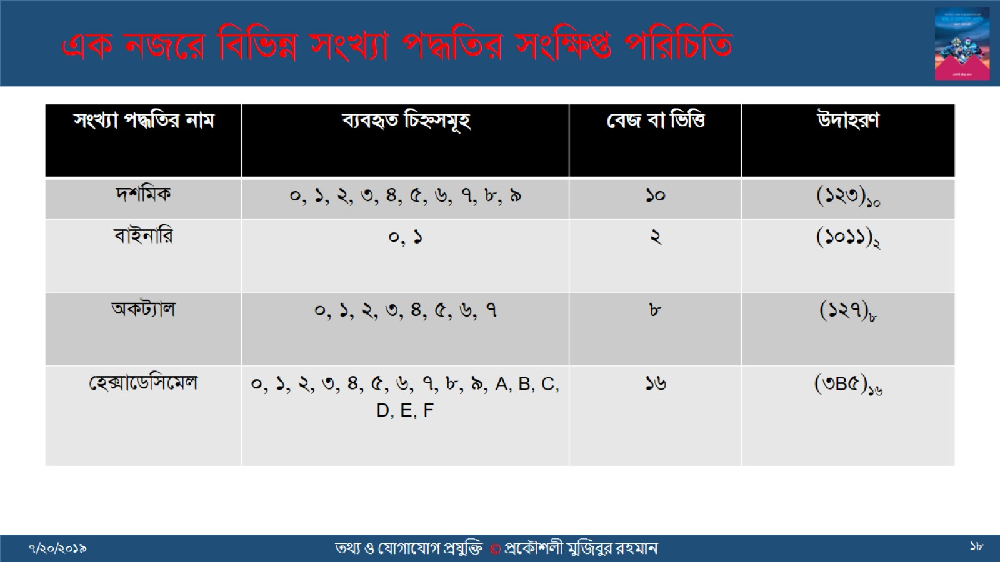 এক নজরে বিভিন্ন সংখ্যা পদ্ধতির সংক্ষিপ্ত পরিচিতি
সংখ্যা পদ্ধতির নাম ব্যবহৃত চিহ্নসমূহ বেজ বা ভিত্তি উদাহরণ
দশমিক ০, ১, ২, ৩, ৪, ৫, ৬, ৭, ৮, ৯ ১০ (১২৩)১০
বাইনারি ০, ১ ২ (১০১১)২
অকট্যাল ০, ১, ২, ৩, ৪, ৫, ৬, ৭ ৮ (১২৭)৮
হেক্সাডেসিমেল ০, ১, ২, ৩, ৪, ৫, ৬, ৭, ৮, ৯, A, B, C, ১৬ (৩B৫)১৬
D, E, F
৭/২০/২০১৯ তথ্য ও যোগাযোগ প্রযুক্তি © প্রকৌশলী মুজিবুর রহমান ১৮